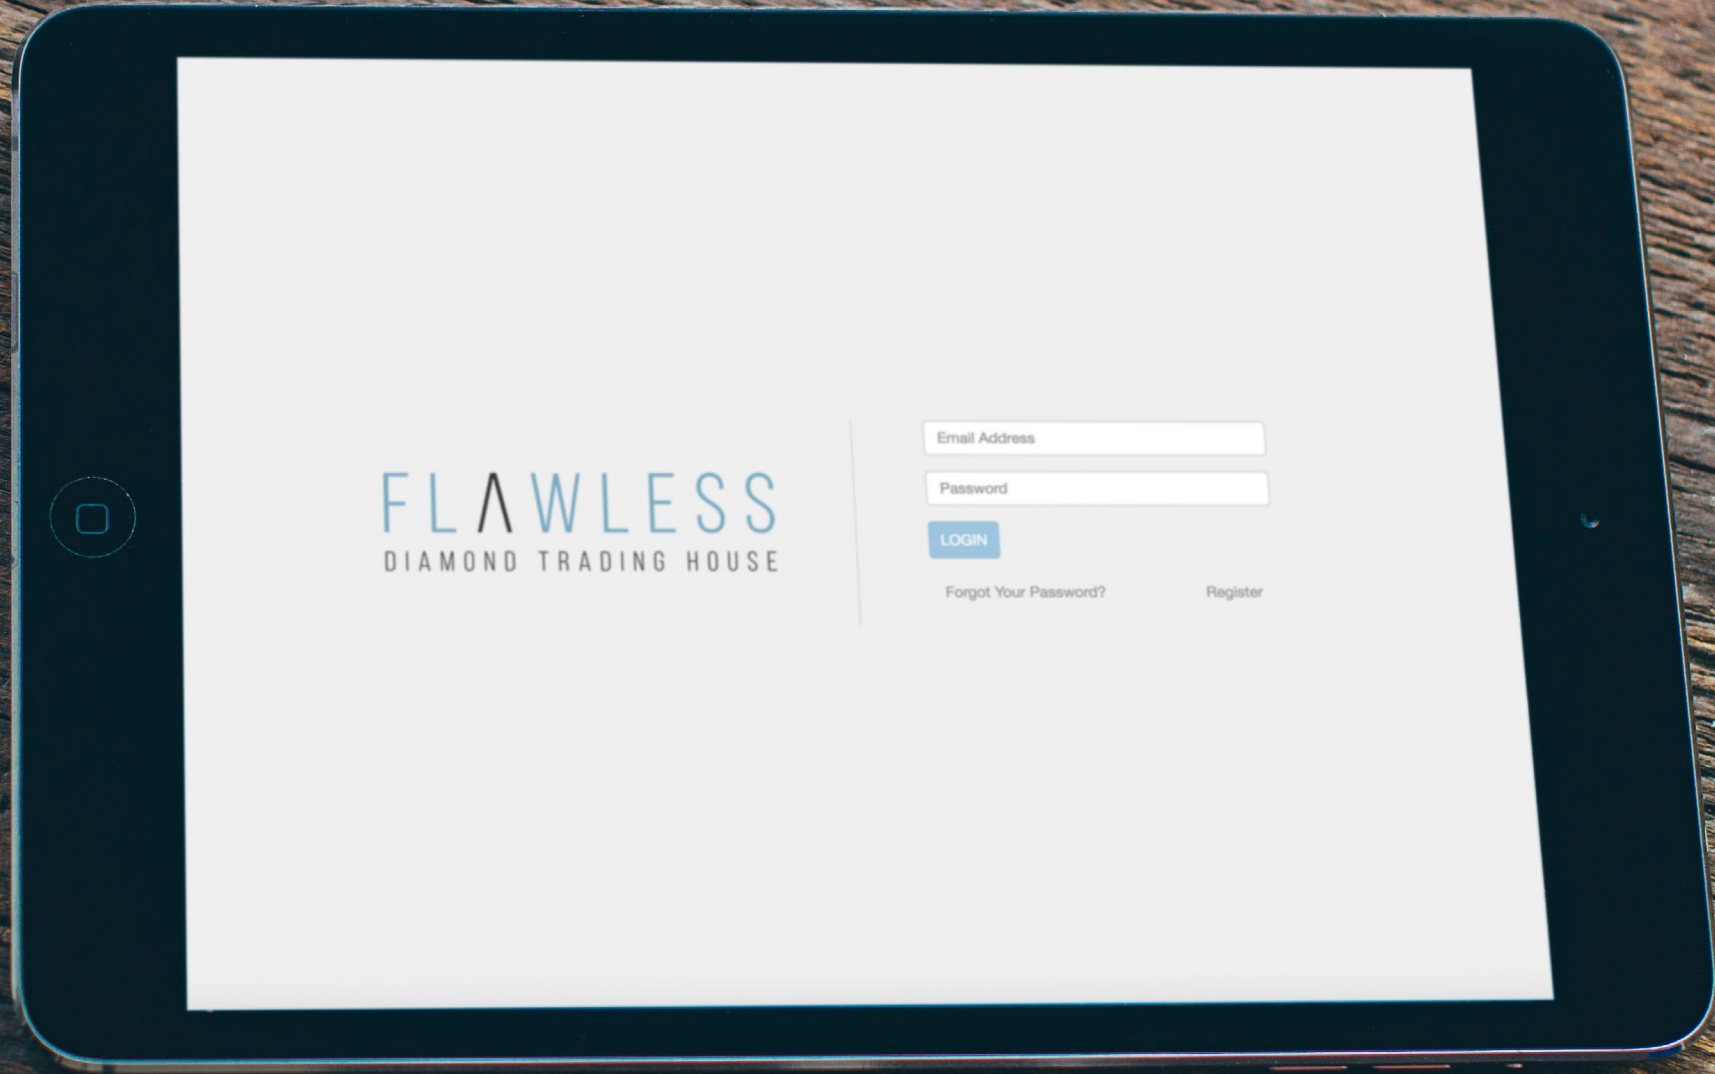 FLAWLESS
DIAMOND TRADING HOUSE
Email Address
Password
LOGIN
Forgot Your Password? Register